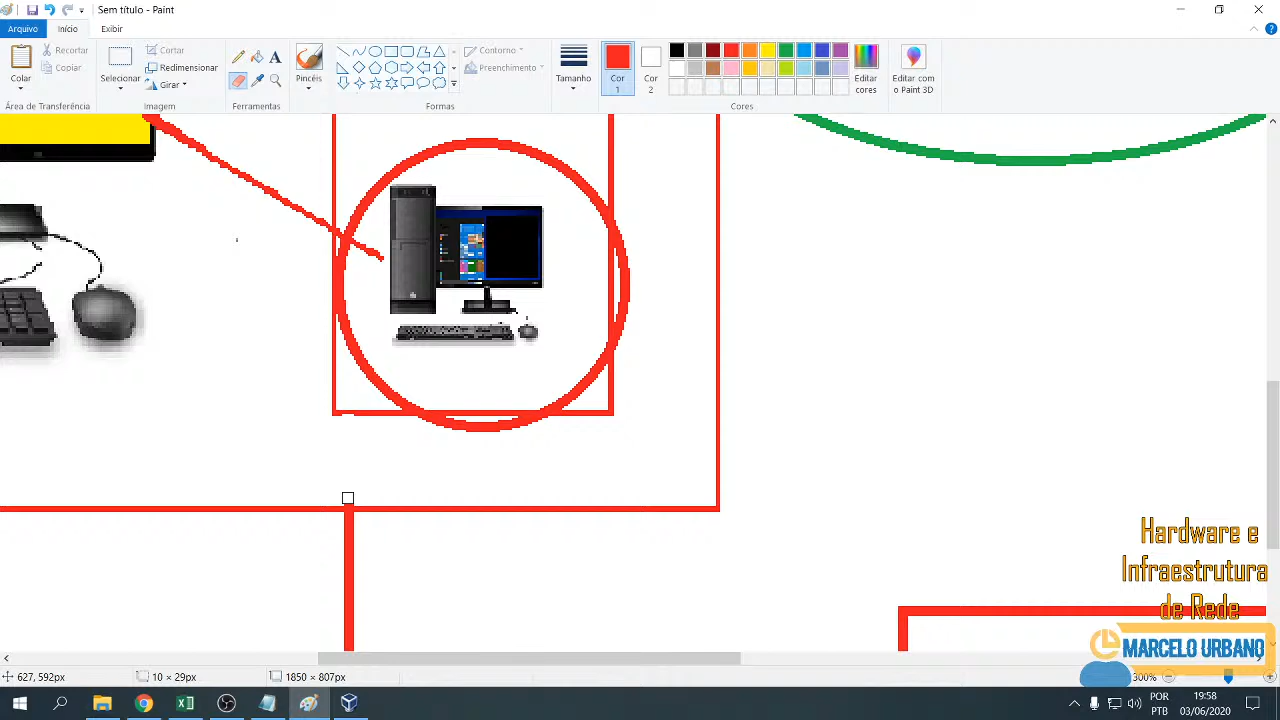 Sem título - Paint
Arquivo Início Exibir
Colar
Recortar
Copiar
Área de Transferência
Selecionar
Cortar
Redimensionar
Girar
Imagem
Ferramentas
Pincéis
Contorno
Preenchimento
Formas
Tamanho
Cor
1
Cor
2
Editar
cores
Editar com
o Paint 3D
Cores
Hardware e
Infraestrutura
de Rede
MARCELO URBANO
627, 592px
10 × 29px
1850 × 807px
300%
POR
PTB
19:58
03/06/2020